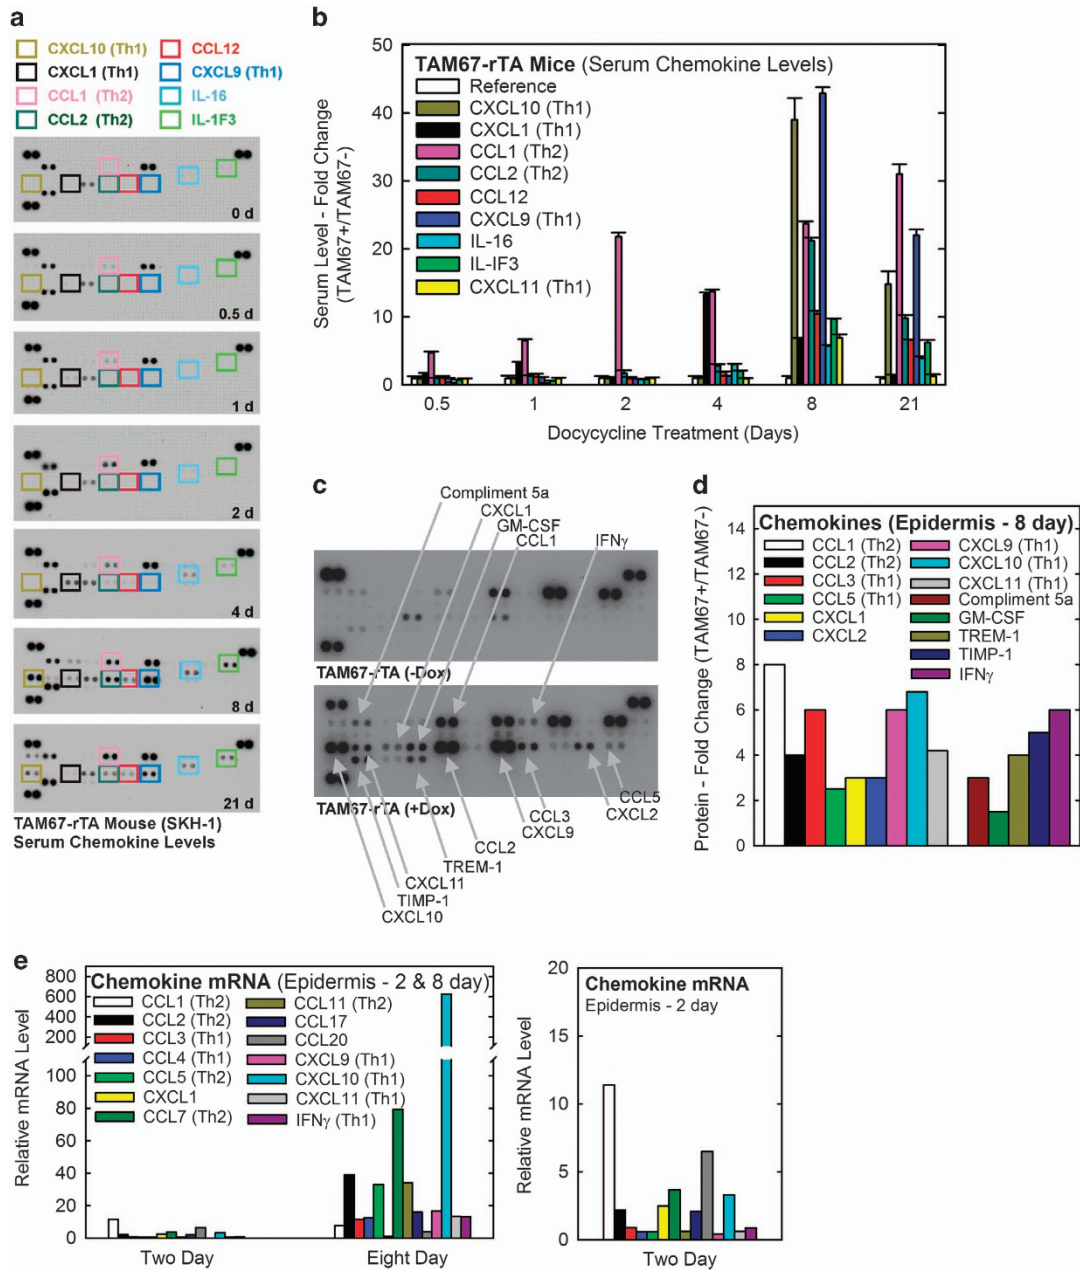 a
CXCL10 (Th1)
CCL12
CXCL1 (Th1)
CXCL9 (Th1)
CCL1 (Th2)
IL-16
CCL2 (Th2)
IL-1F3
0 d
0.5 d
1 d
2 d
4 d
8 d
21 d
TAM67-rTA Mouse (SKH-1)
Serum Chemokine Levels
b
Serum Level - Fold Change
(TAM67+/TAM67-)
50
40
30
20
10
0
TAM67-rTA Mice (Serum Chemokine Levels)
Reference
CXCL10 (Th1)
CXCL1 (Th1)
CCL1 (Th2)
CCL2 (Th2)
CCL12
CXCL9 (Th1)
IL-16
IL-IF3
CXCL11 (Th1)
0.5 1 2 4 8 21
Docycycline Treatment (Days)
c
Compliment 5a
CXCL1
GM-CSF
CCL1
IFNγ
TAM67-rTA (-Dox)
TAM67-rTA (+Dox)
CCL5
CXCL2
CCL3
CXCL9
CCL2
TREM-1
CXCL11
TIMP-1
CXCL10
d
Protein - Fold Change (TAM67+/TAM67-)
14
12
10
8
6
4
2
0
Chemokines (Epidermis - 8 day)
CCL1 (Th2)
CCL2 (Th2)
CCL3 (Th1)
CCL5 (Th1)
CXCL1
CXCL2
CXCL9 (Th1)
CXCL10 (Th1)
CXCL11 (Th1)
Compliment 5a
GM-CSF
TREM-1
TIMP-1
IFNγ
e
Relative mRNA Level
800
600
400
200
100
80
60
40
20
0
Chemokine mRNA (Epidermis - 2 & 8 day)
CCL1 (Th2)
CCL2 (Th2)
CCL3 (Th1)
CCL4 (Th1)
CCL5 (Th2)
CXCL1
CCL7 (Th2)
CCL11 (Th2)
CCL17
CCL20
CXCL9 (Th1)
CXCL10 (Th1)
CXCL11 (Th1)
IFNγ (Th1)
Two Day
Eight Day
Relative mRNA Level
20
15
10
5
0
Chemokine mRNA
Epidermis - 2 day
Two Day